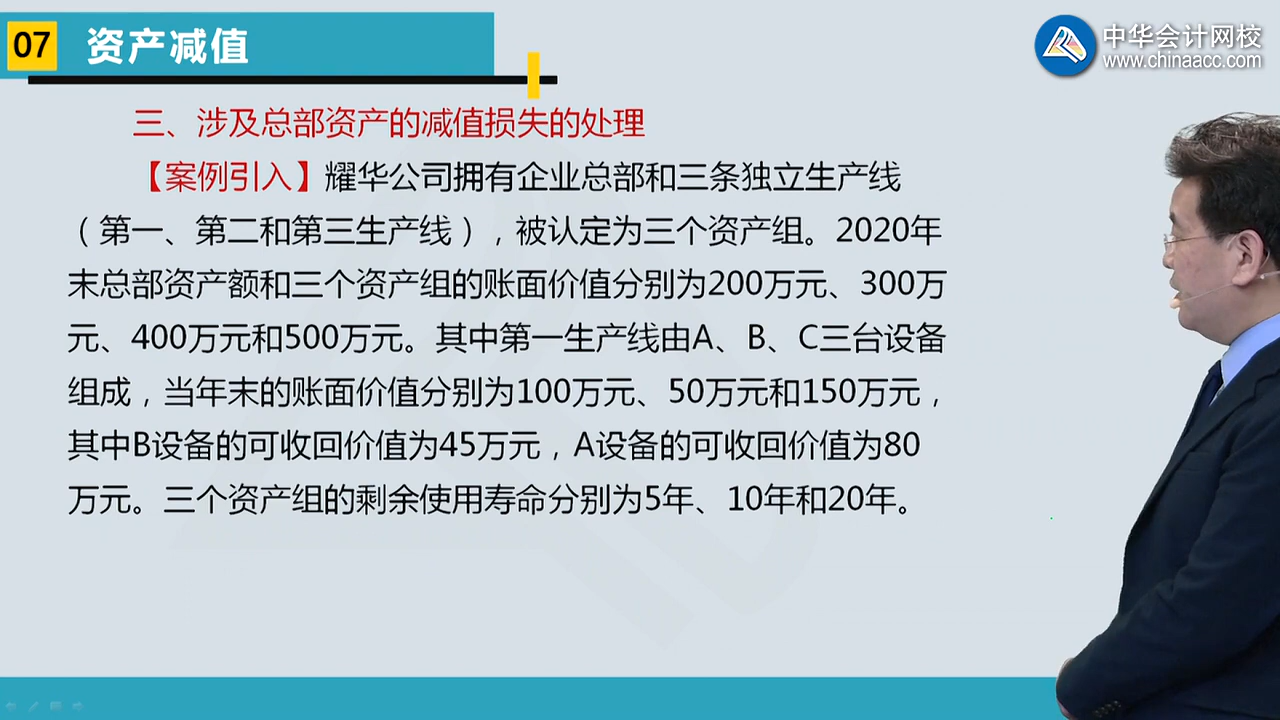 07 资产减值
中华会计网校
www.chinaacc.com
三、涉及总部资产的减值损失的处理
【案例引入】耀华公司拥有企业总部和三条独立生产线
（第一、第二和第三生产线），被认定为三个资产组。2020年
末总部资产额和三个资产组的账面价值分别为200万元、300万
元、400万元和500万元。其中第一生产线由A、B、C三台设备
组成，当年末的账面价值分别为100万元、50万元和150万元，
其中B设备的可收回价值为45万元，A设备的可收回价值为80
万元。三个资产组的剩余使用寿命分别为5年、10年和20年。